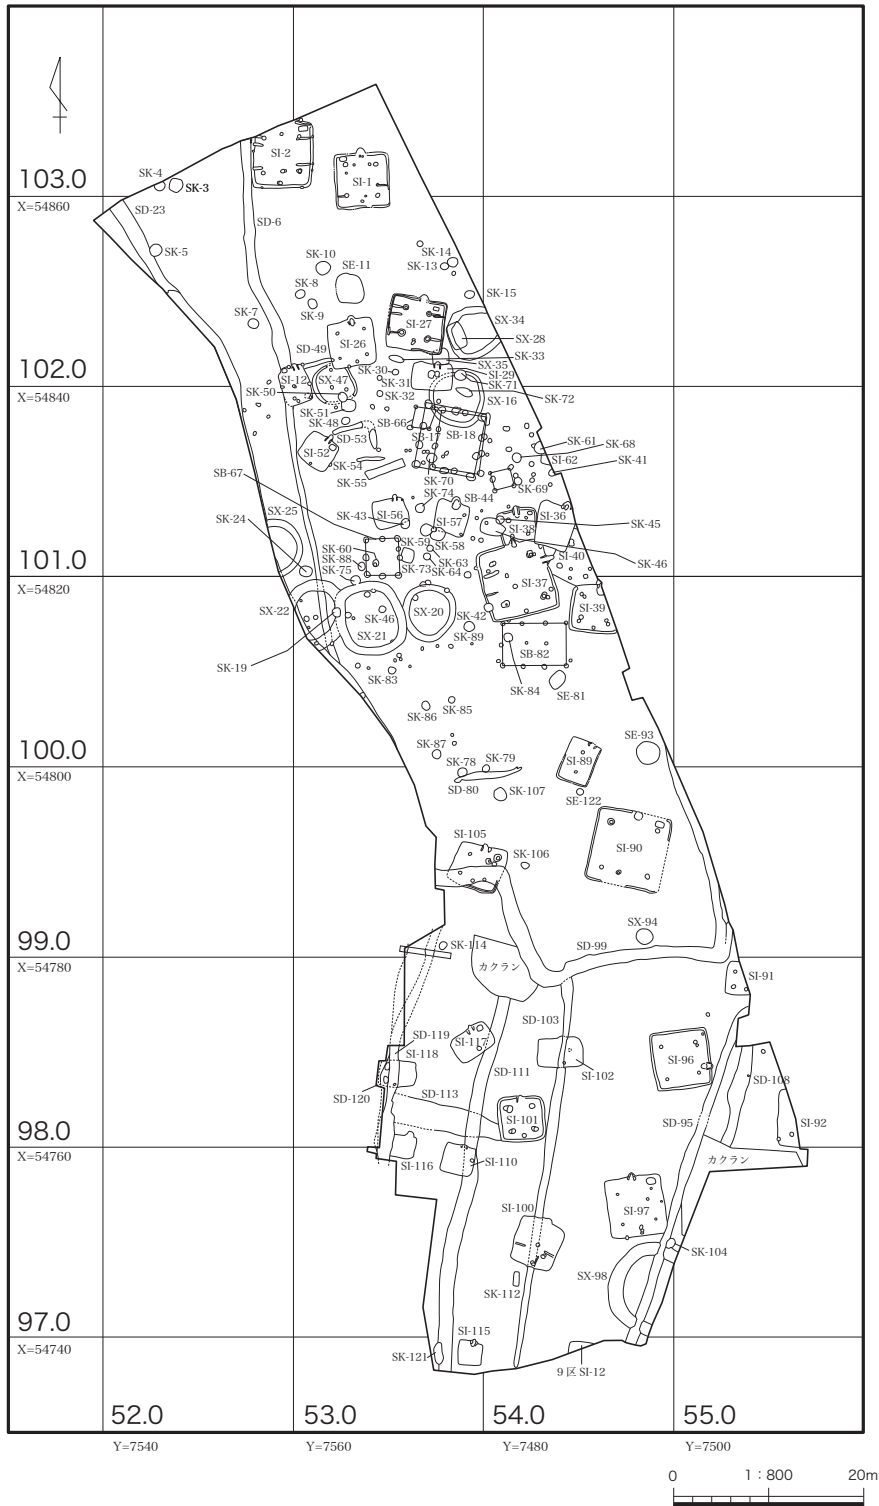 SI-2
SI-1
SK-4
SK-3
103.0
X=54860
SD-23
SD-6
SK-5
SK-10
SK-14
SK-13
SE-11
SK-8
SK-15
SK-9
SK-7
SX-34
SI-27
SX-28
SI-26
SD-49
SK-33
SX-35
SK-30
SI-29
102.0
X=54840
SI-12
SX-47
SK-31
SK-71
SK-50
SK-32
SX-16
SK-72
SK-51
SK-48
SB-66
SB-17
SB-18
SD-53
SK-61
SK-68
SI-52
SI-62
SK-41
SK-54
SB-67
SK-55
SK-70
SK-69
SK-74
SB-44
SX-25
SK-24
SK-43
SI-56
SI-57
SI-36
SK-45
SI-38
SK-59
SK-58
SK-60
SK-88
SK-63
SI-40
SK-46
101.0
X=54820
SK-75
SK-73
SK-64
SI-37
SX-22
SK-46
SX-20
SK-42
SI-39
SX-21
SK-89
SB-82
SK-19
SK-83
SK-84
SE-81
SK-86
SK-85
SE-93
100.0
X=54800
SK-87
SK-78
SK-79
SI-89
SD-80
SK-107
SE-122
SI-105
SK-106
SI-90
SX-94
99.0
X=54780
SK-114
SD-99
カクラン
SI-91
SD-103
SD-119
SI-117
SI-118
SD-111
SI-96
SI-102
SD-108
SD-120
SD-113
SI-101
SD-95
SI-92
98.0
X=54760
SI-116
SI-110
カクラン
SI-100
SI-97
SK-104
SK-112
SX-98
97.0
X=54740
SI-115
SK-121
9区SI-12
52.0
53.0
54.0
55.0
Y=7540
Y=7560
Y=7480
Y=7500
0
1：800
20m